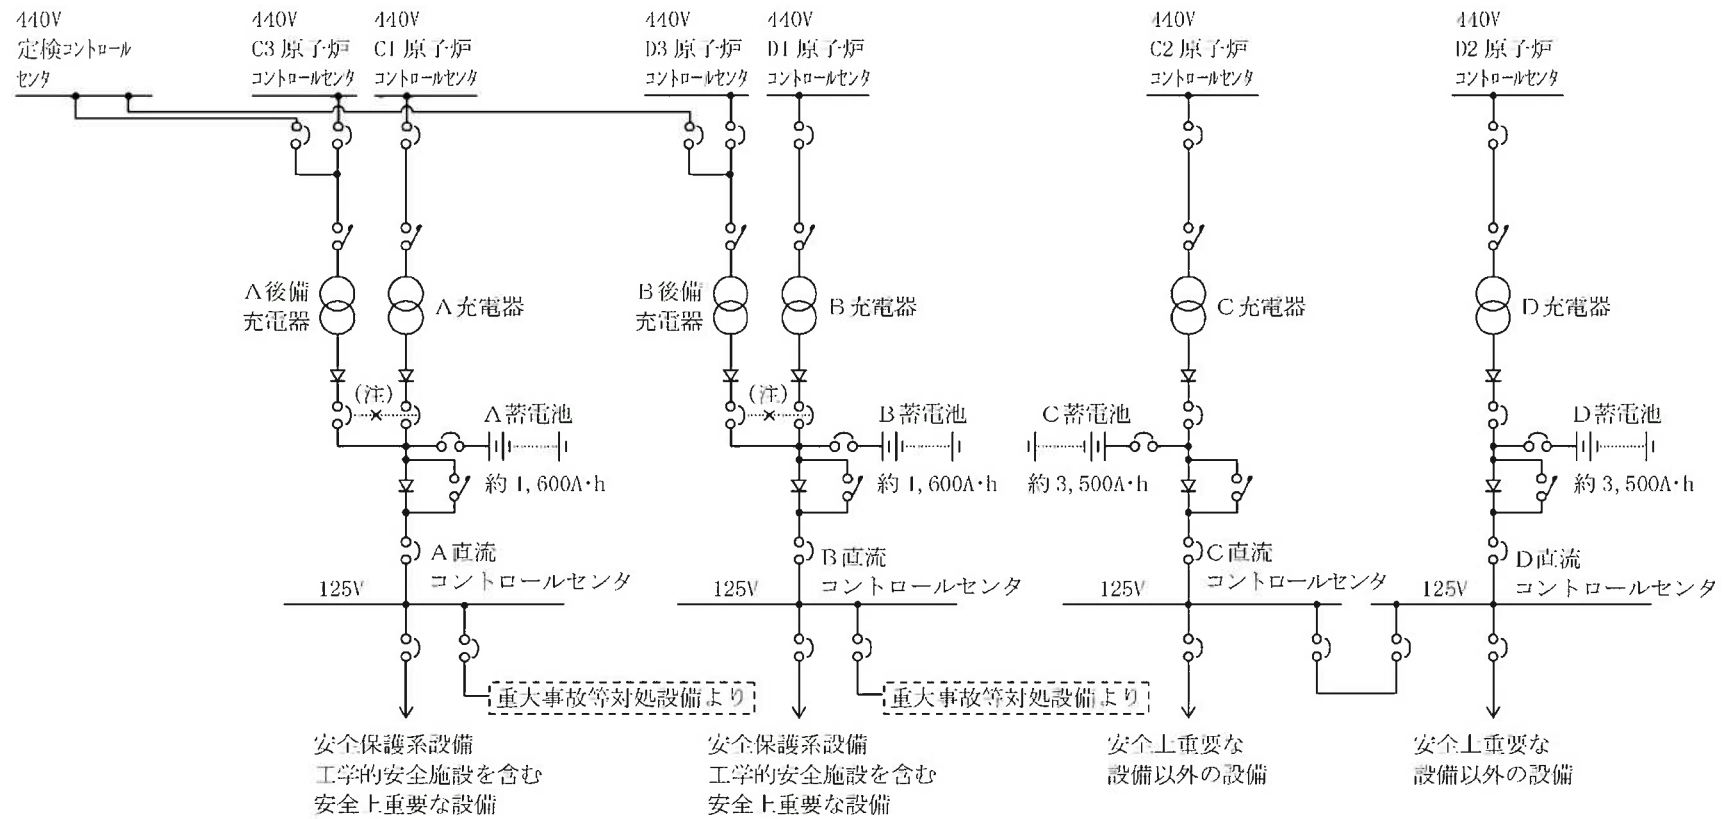 440V
定検コントロール
センタ
440V
C3 原子炉
コントロールセンタ
440V
C1 原子炉
コントロールセンタ
440V
D3 原子炉
コントロールセンタ
440V
D1 原子炉
コントロールセンタ
440V
C2 原子炉
コントロールセンタ
440V
D2 原子炉
コントロールセンタ
A後備
充電器
A充電器
B後備
充電器
B充電器
C充電器
D充電器
(注)
A蓄電池
(注)
B蓄電池
C蓄電池
D蓄電池
約 1,600A・h
約 1,600A・h
約 3,500A・h
約 3,500A・h
A直流
コントロールセンタ
125V
B直流
コントロールセンタ
125V
C直流
コントロールセンタ
125V
D直流
コントロールセンタ
125V
重大事故等対処設備より
重大事故等対処設備より
安全保護系設備
工学的安全施設を含む
安全上重要な設備
安全保護系設備
工学的安全施設を含む
安全上重要な設備
安全上重要な
設備以外の設備
安全上重要な
設備以外の設備